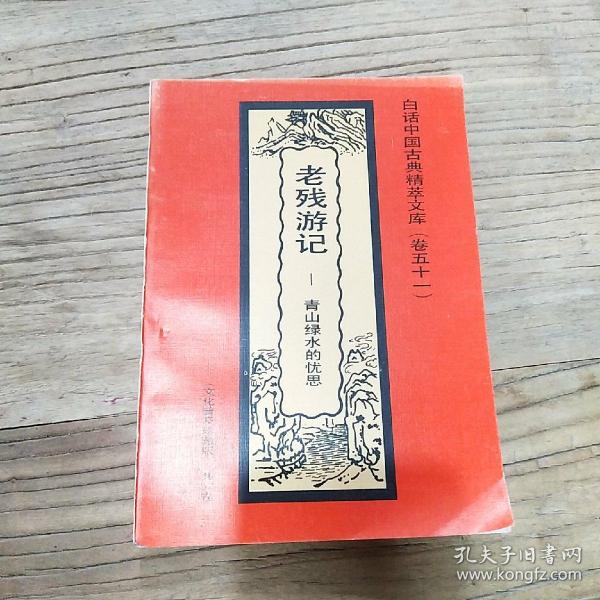 白话中国古典精萃文库（卷五十一）
老残游记
—青山绿水的忧思
孔夫子旧书网
www.kongfz.com